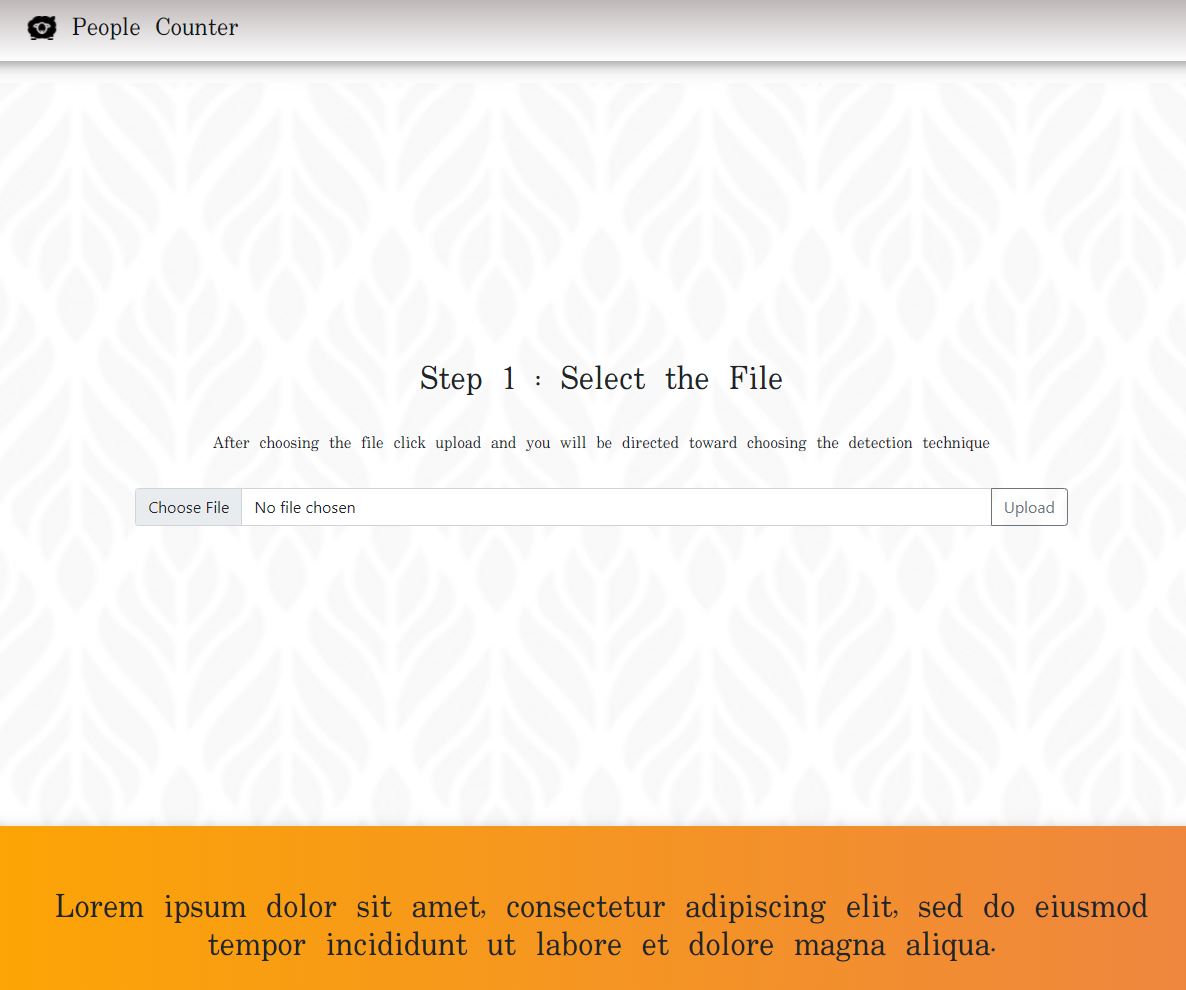 People Counter
Step 1 : Select the File
After choosing the file click upload and you will be directed toward choosing the detection technique
Choose File No file chosen Upload
Lorem ipsum dolor sit amet, consectetur adipiscing elit, sed do eiusmod
tempor incididunt ut labore et dolore magna aliqua.